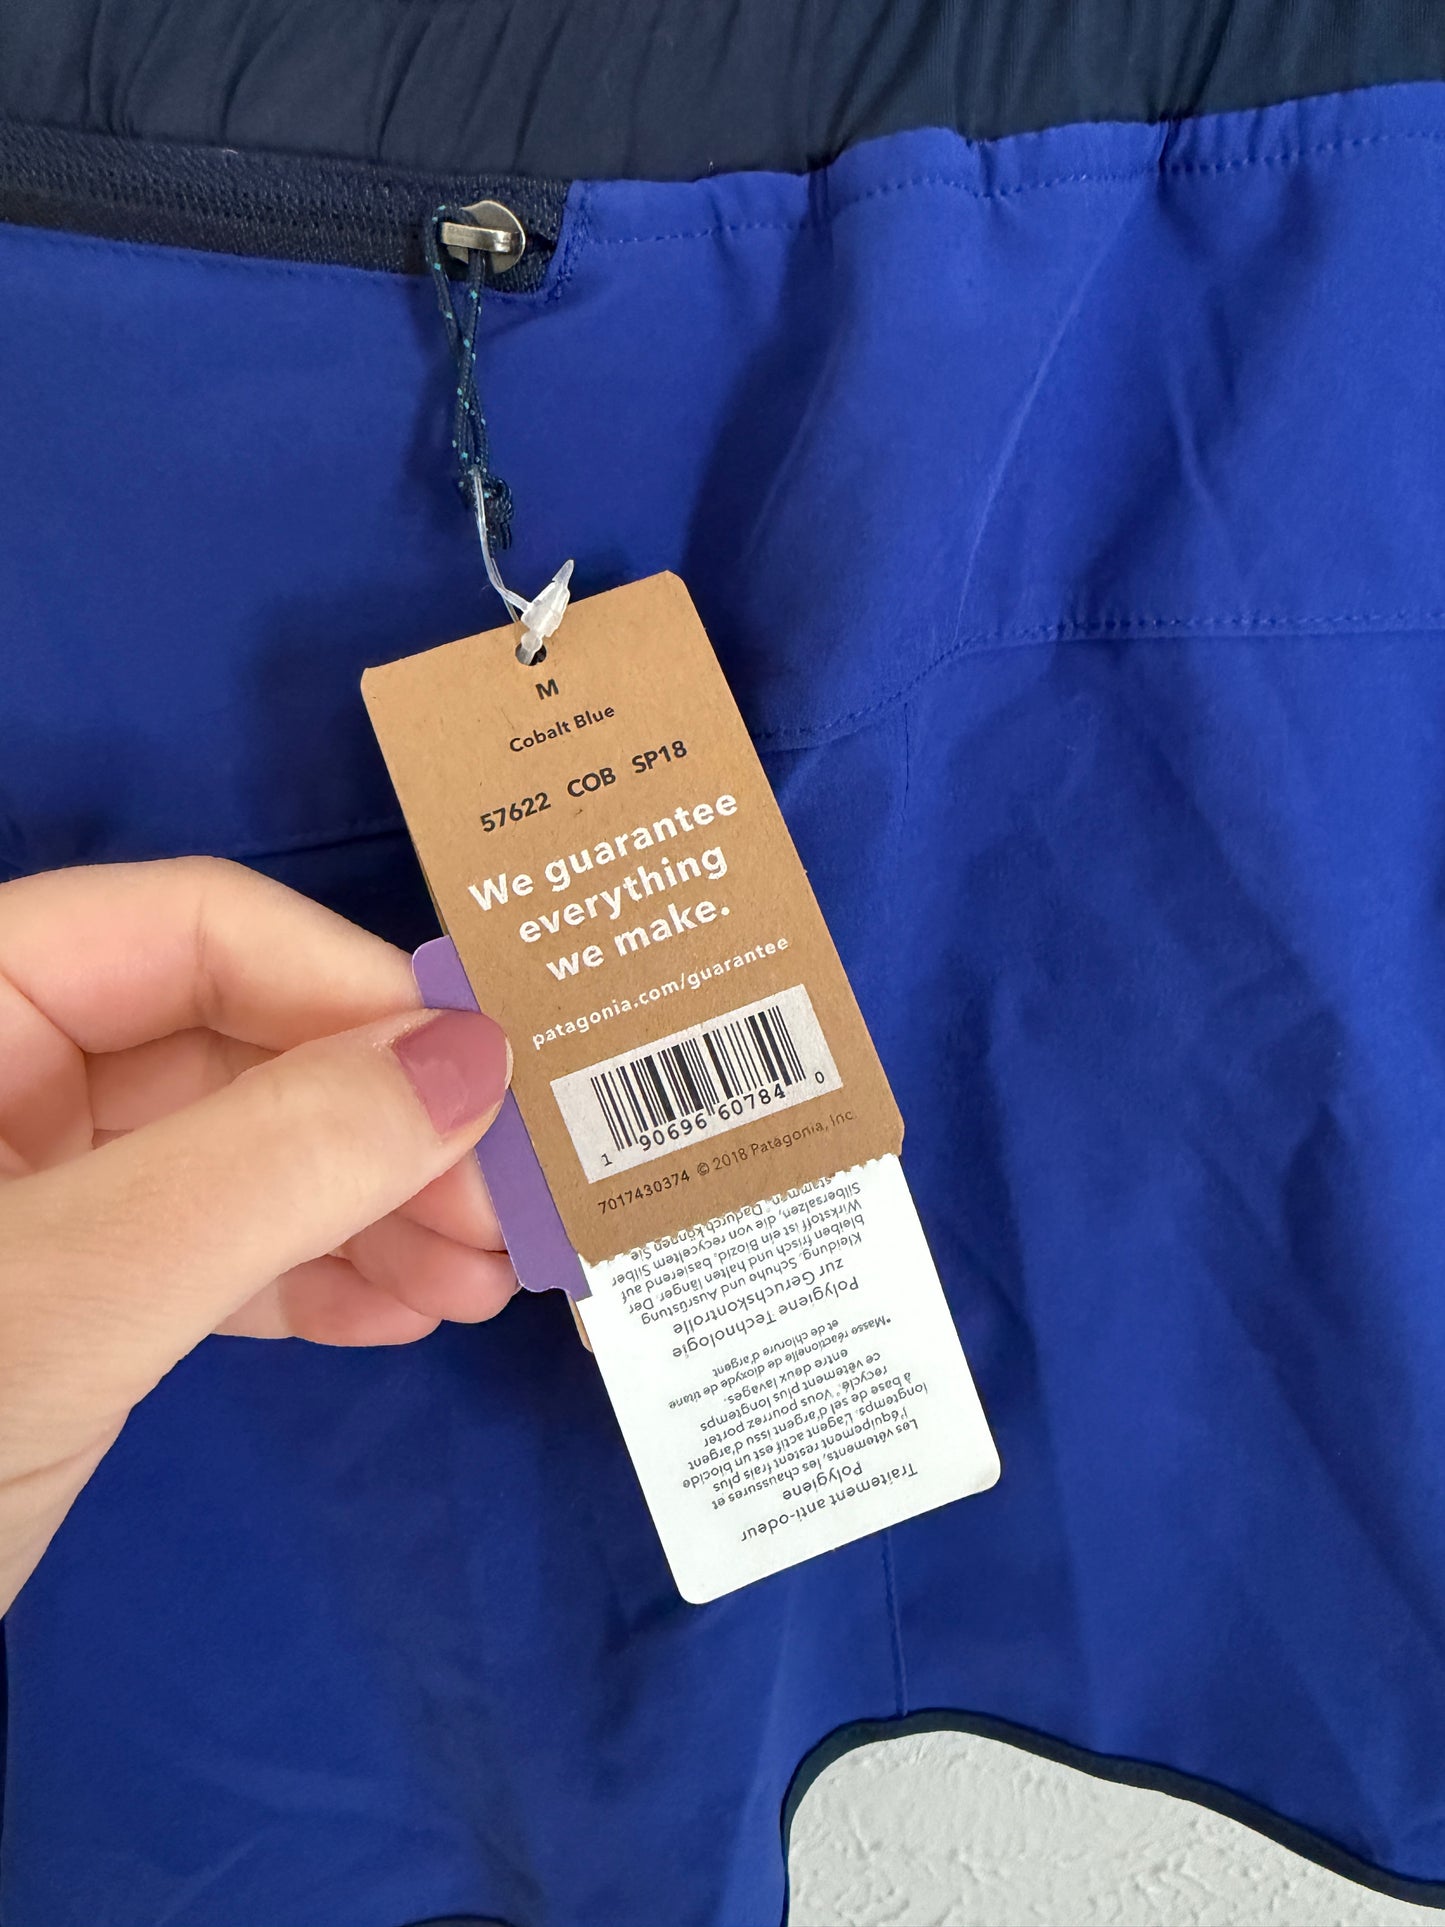 M
Cobalt Blue
57622 COB SP18
We guarantee
everything
we make.
patagonia.com/guarantee
1 90696 60784 0
7017430374 © 2018 Patagonia, Inc.
Traitement anti-odeur
Polygiene
Les vêtements, les chaussures et
l'équipement restent frais plus
longtemps. L'agent actif est un biocide
à base de sel d'argent issu d'argent
recyclé.* Vous pourrez porter
ce vêtement plus longtemps
entre deux lavages.
*Masse réactionelle de dioxyde de titane
et de chlorure d'argent
Polygiene Technologie
zur Geruchskontrolle
Kleidung, Schuhe und Ausrüstung
bleiben frisch und halten länger. Der
Wirkstoff ist ein Biozid, basierend auf
Silbersalzen, die von recyceltem Silber
stammen.* Dadurch können Sie